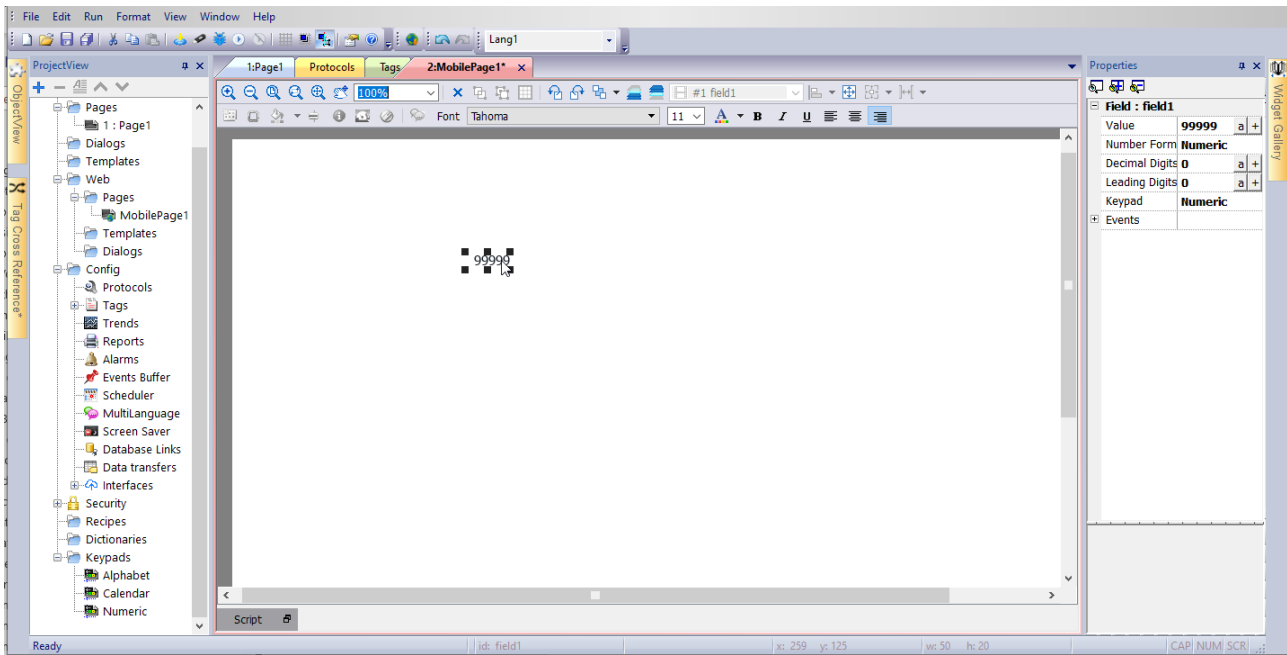 File Edit Run Format View Window Help
Lang1
ProjectView
1:Page1 Protocols Tags 2:MobilePage1* x
Properties
ObjectView
Tag Cross Reference*
Widget Gallery
100%
#1 field1
Font Tahoma
11 A B I U
Pages
1 : Page1
Dialogs
Templates
Web
Pages
MobilePage1
Templates
Dialogs
Config
Protocols
Tags
Trends
Reports
Alarms
Events Buffer
Scheduler
MultiLanguage
Screen Saver
Database Links
Data transfers
Interfaces
Security
Recipes
Dictionaries
Keypads
Alphabet
Calendar
Numeric
99999
Field : field1
Value 99999 a +
Number Form Numeric
Decimal Digits 0 a +
Leading Digits 0 a +
Keypad Numeric
Events
Script
Ready id: field1 x: 259 y: 125 w: 50 h: 20 CAP NUM SCR